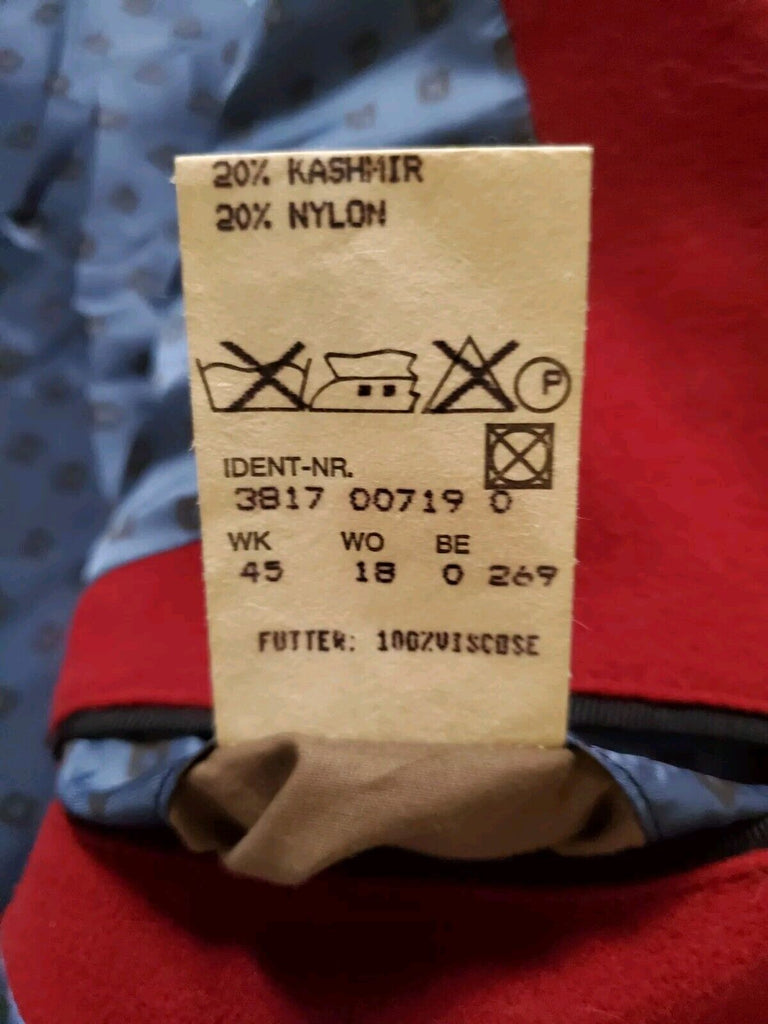 20% KASHMIR
20% NYLON
P
IDENT-NR.
3817 00719 0
WK WO BE
45 18 0 269
FUTTER: 100%VISCOSE